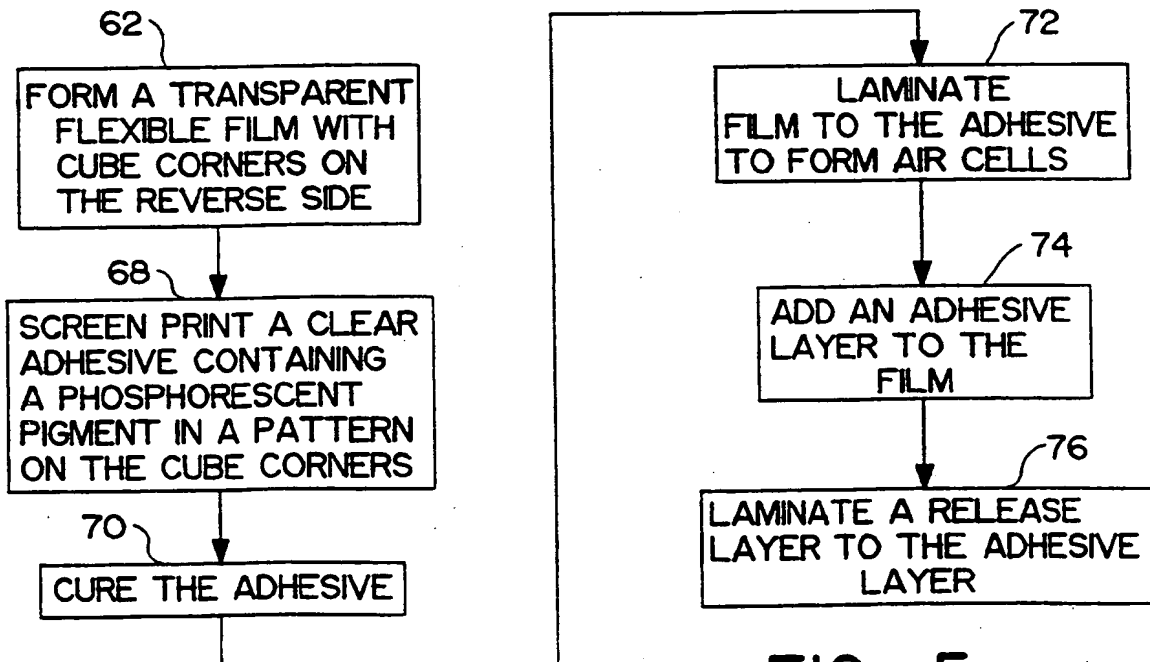 62
FORM A TRANSPARENT
FLEXIBLE FILM WITH
CUBE CORNERS ON
THE REVERSE SIDE
68
SCREEN PRINT A CLEAR
ADHESIVE CONTAINING
A PHOSPHORESCENT
PIGMENT IN A PATTERN
ON THE CUBE CORNERS
70
CURE THE ADHESIVE
72
LAMINATE
FILM TO THE ADHESIVE
TO FORM AIR CELLS
74
ADD AN ADHESIVE
LAYER TO THE
FILM
76
LAMINATE A RELEASE
LAYER TO THE ADHESIVE
LAYER